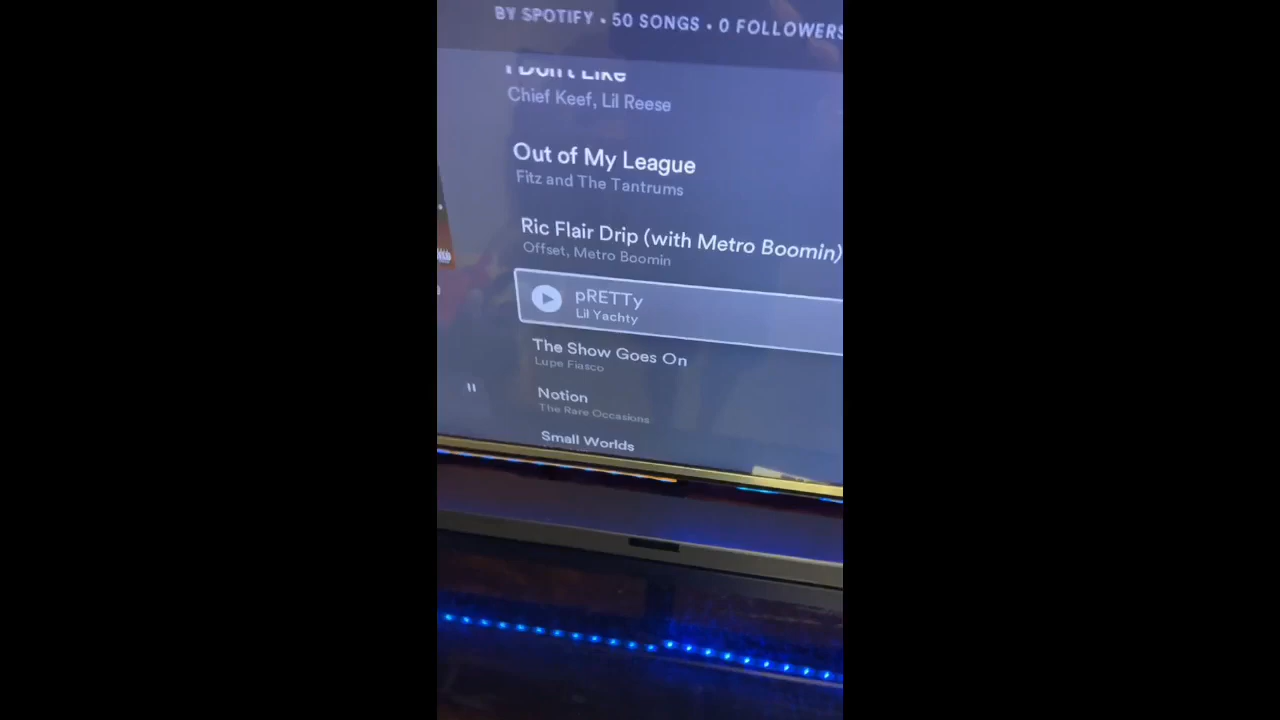 BY SPOTIFY • 50 SONGS • 0 FOLLOWERS
I Don't Like
Chief Keef, Lil Reese
Out of My League
Fitz and The Tantrums
Ric Flair Drip (with Metro Boomin)
Offset, Metro Boomin
pRETTy
Lil Yachty
The Show Goes On
Lupe Fiasco
Notion
The Rare Occasions
Small Worlds